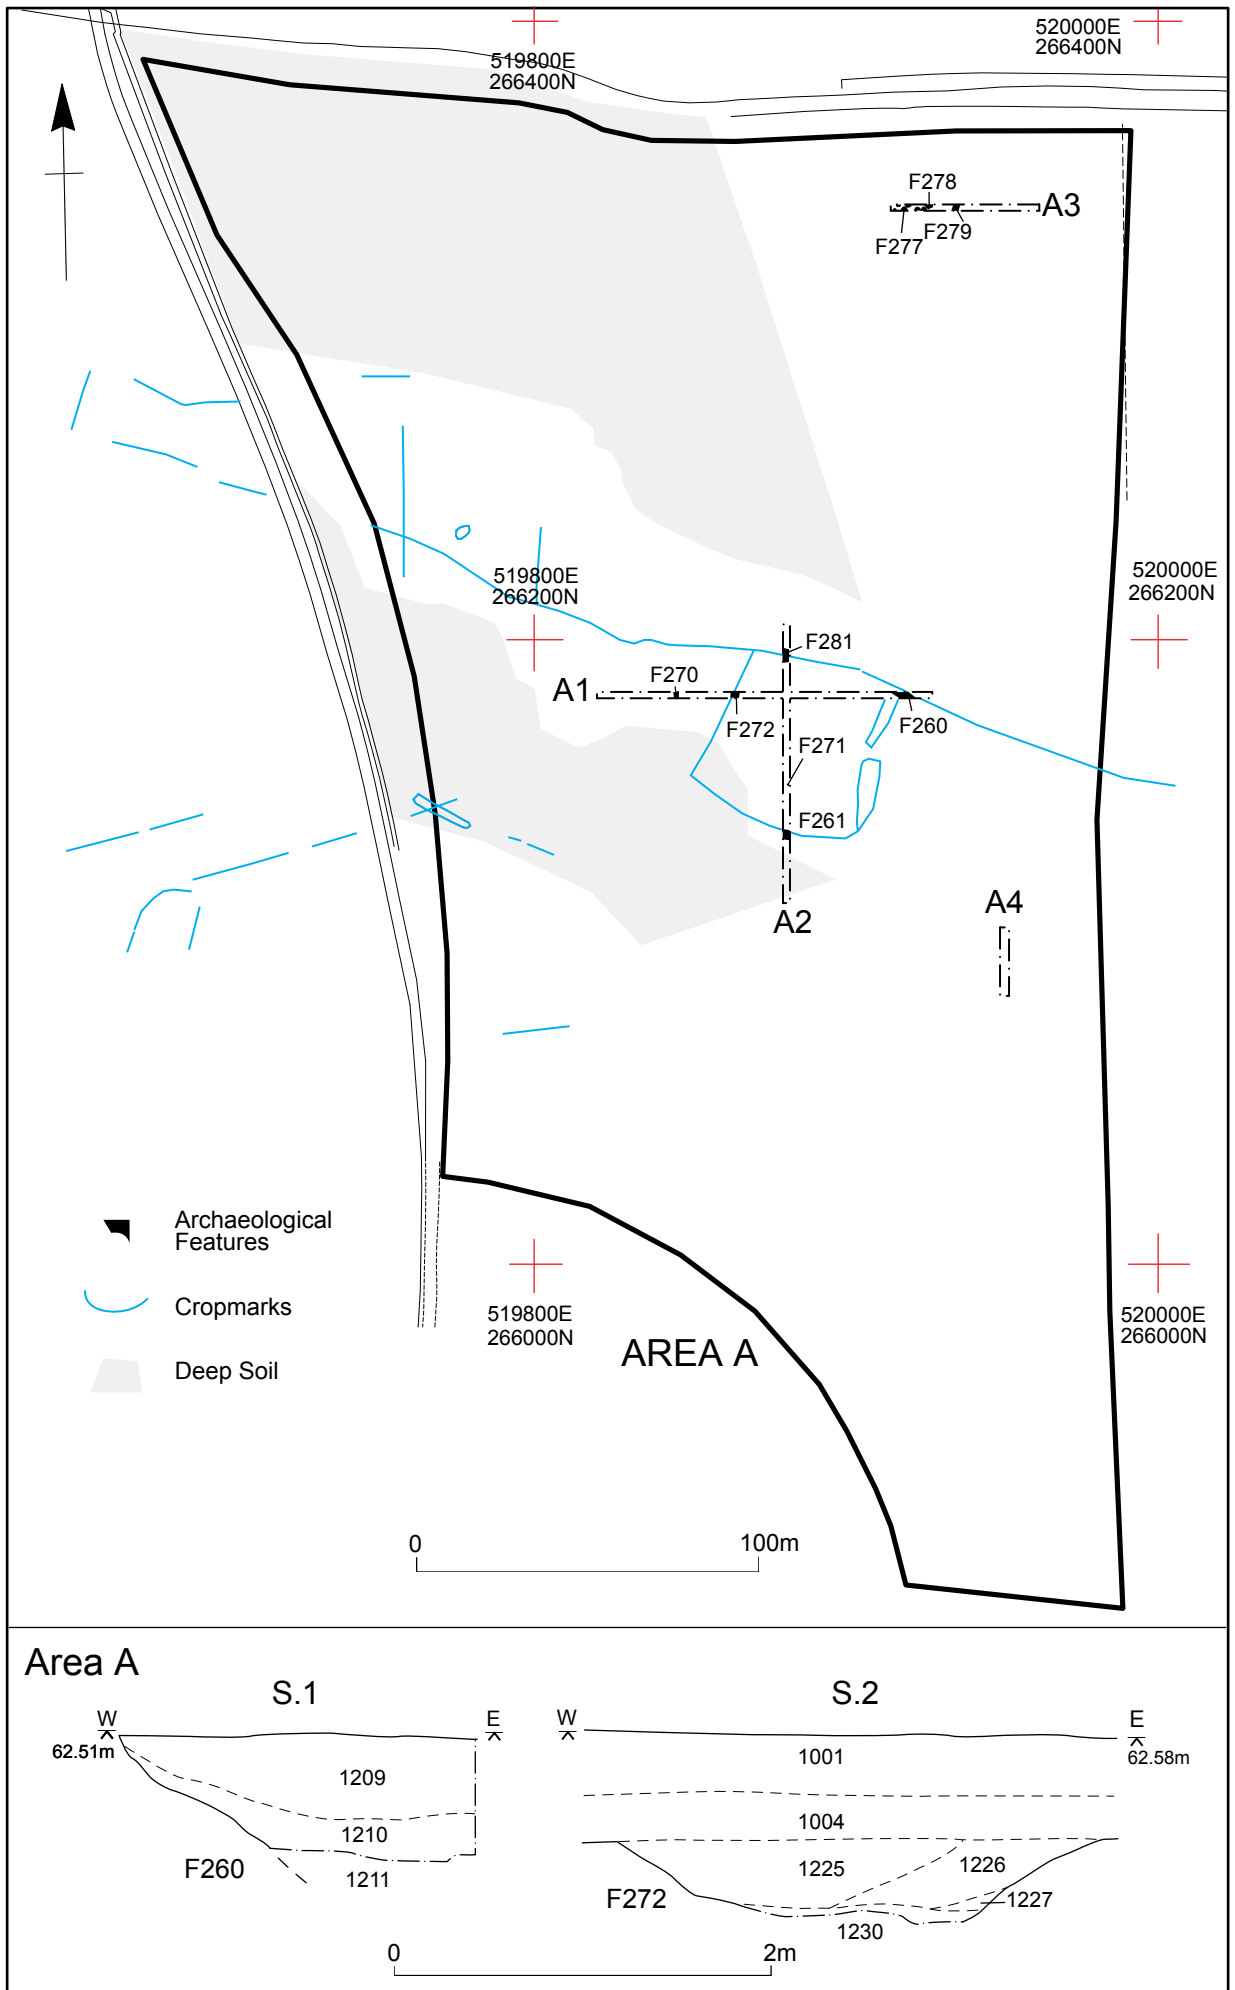 520000E
266400N
519800E
266400N
F278
A3
F277
F279
519800E
266200N
520000E
266200N
F281
F270
A1
F272
F260
F271
F261
A4
A2
Archaeological
Features
Cropmarks
Deep Soil
519800E
266000N
520000E
266000N
AREA A
0
100m
Area A
S.1
S.2
W
E
W
E
62.51m
62.58m
1001
1209
1004
1210
1225
1226
F260
1211
F272
1227
1230
0
2m